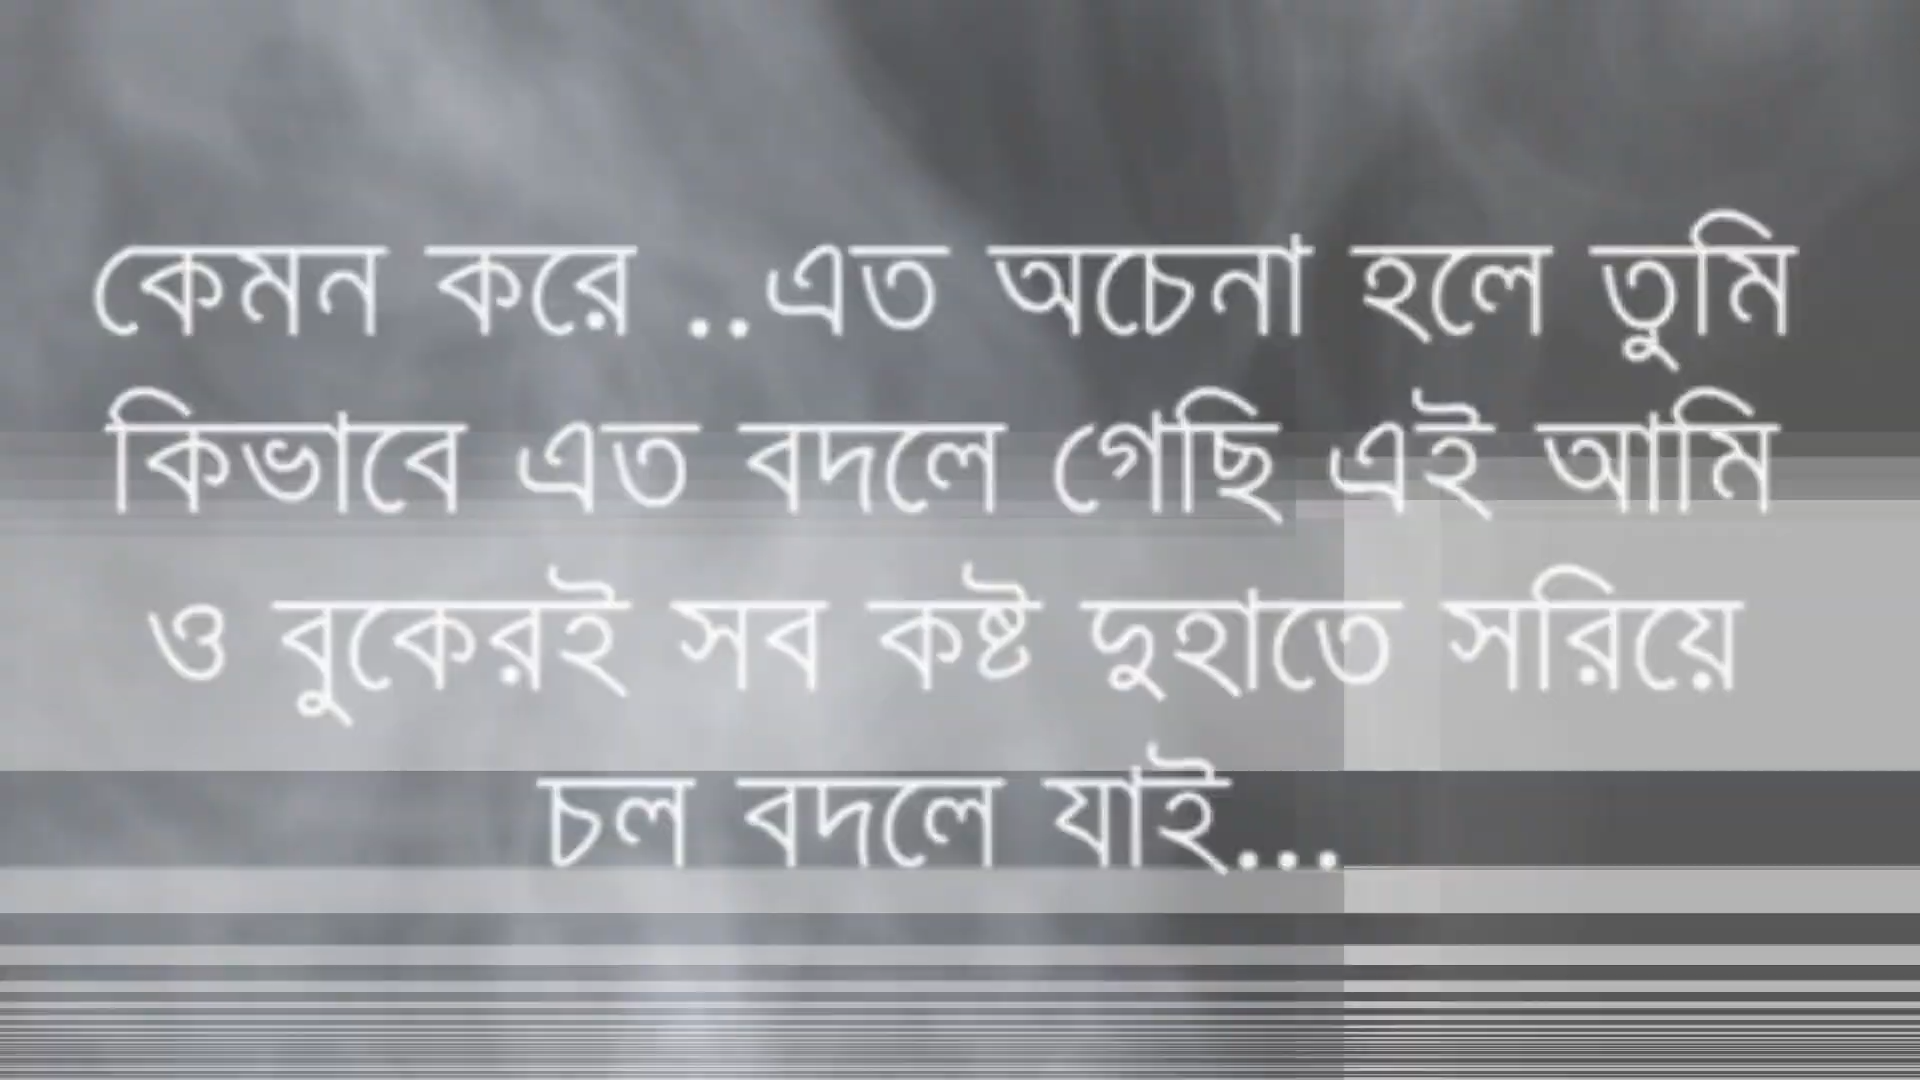 কেমন করে ..এত অচেনা হলে তুমি
কিভাবে এত বদলে গেছি এই আমি
ও বুকেরই সব কষ্ট দুহাতে সরিয়ে
চল বদলে যাই...